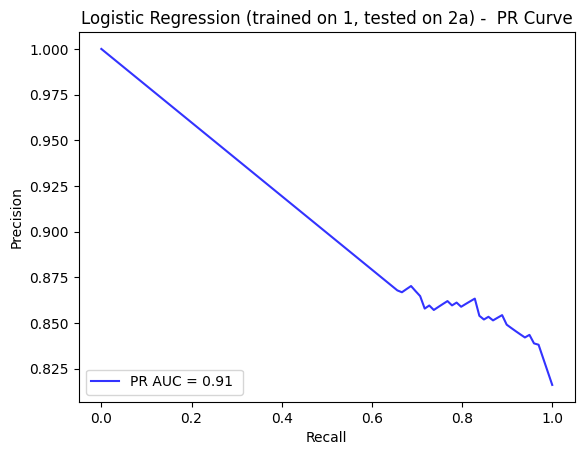 Logistic Regression (trained on 1, tested on 2a) -  PR Curve
1.000
0.975
0.950
0.925
0.900
0.875
0.850
0.825
Precision
PR AUC = 0.91
0.0 0.2 0.4 0.6 0.8 1.0
Recall